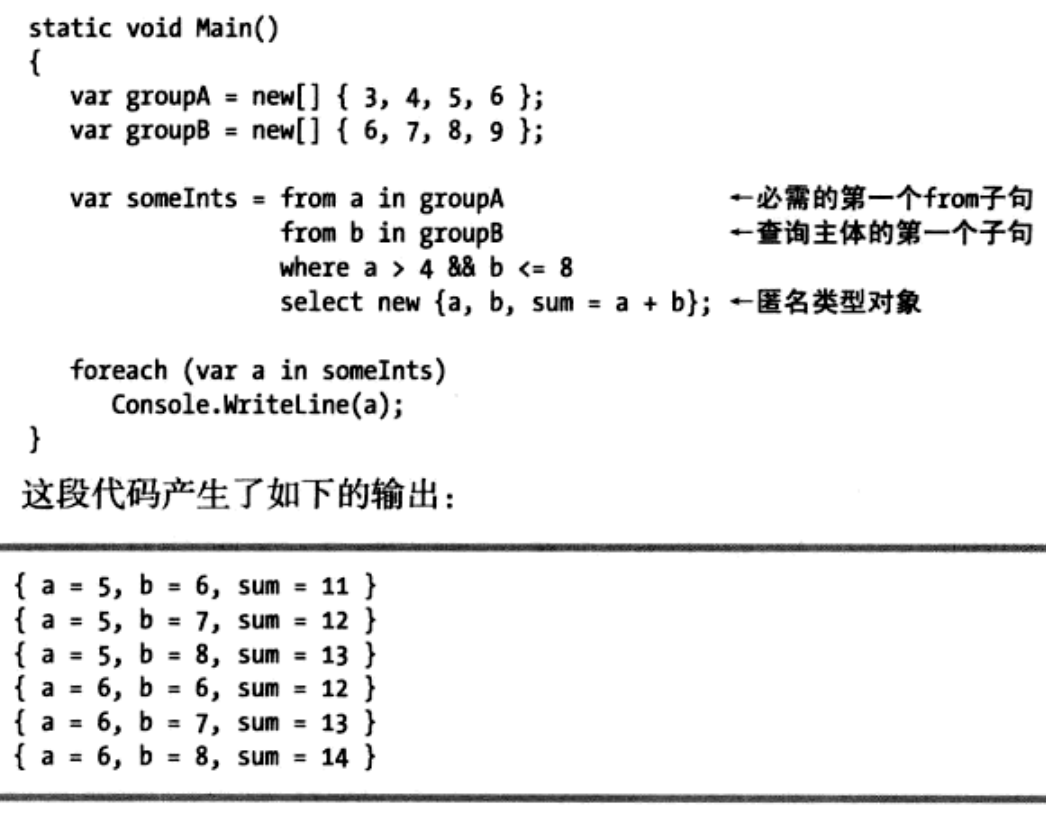 static void Main()
{
var groupA = new[] { 3, 4, 5, 6 };
var groupB = new[] { 6, 7, 8, 9 };
var someInts = from a in groupA ←必需的第一个from子句
from b in groupB ←查询主体的第一个子句
where a > 4 && b <= 8
select new {a, b, sum = a + b}; ←匿名类型对象
foreach (var a in someInts)
Console.WriteLine(a);
}
这段代码产生了如下的输出：
{ a = 5, b = 6, sum = 11 }
{ a = 5, b = 7, sum = 12 }
{ a = 5, b = 8, sum = 13 }
{ a = 6, b = 6, sum = 12 }
{ a = 6, b = 7, sum = 13 }
{ a = 6, b = 8, sum = 14 }